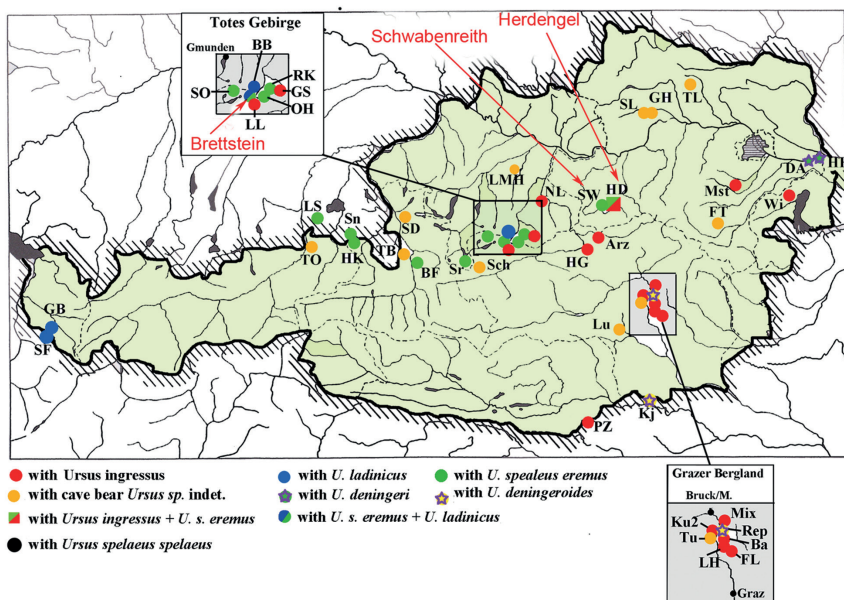 Totes Gebirge
Gmunden
BB
RK
SO
GS
OH
LL
Brettstein
Schwabenreith
Herdengel
TL
GH
SL
LMH
NL
SW
HD
DA
Mst
Wi
FT
LS
Sn
SD
TO
HK
TB
BF
Sr
Sch
HG
Arz
GB
SF
Lu
Kj
PZ
with Ursus ingressus
with cave bear Ursus sp. indet.
with Ursus ingressus + U. s. eremus
with Ursus spelaeus spelaeus
with U. ladinicus
with U. deningeri
with U. s. eremus + U. ladinicus
with U. spealeus eremus
with U. deningeroides
Grazer Bergland
Bruck/M.
Mix
Ku2
Rep
Tu
Ba
LH
FL
Graz